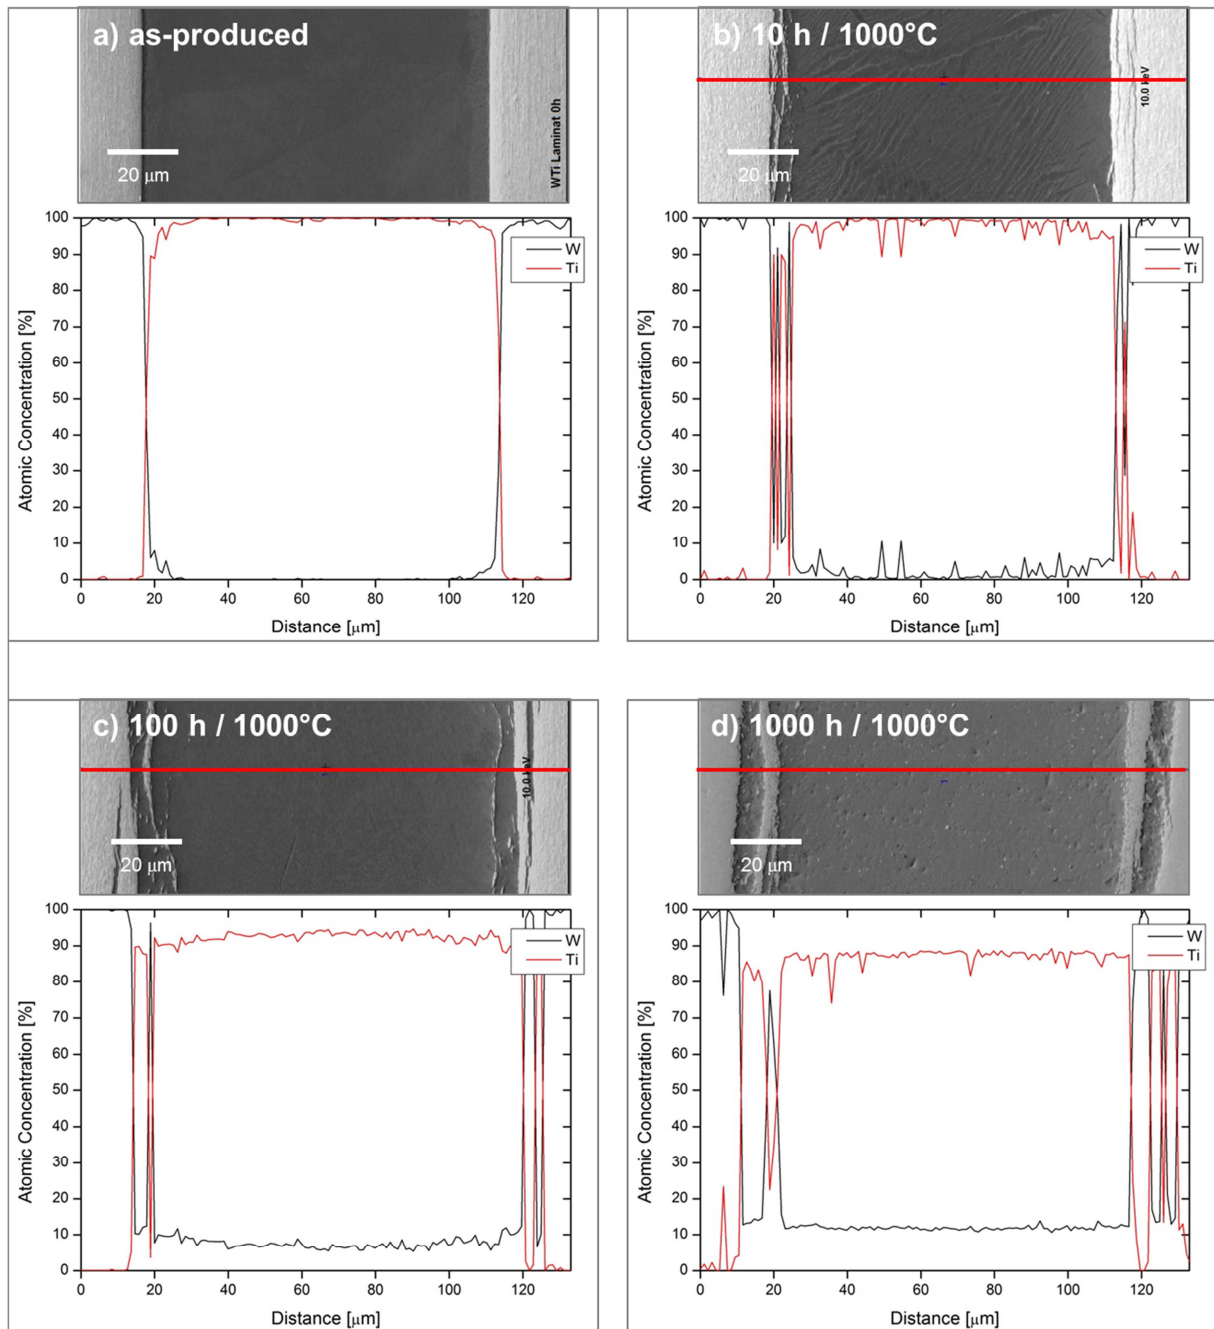 a) as-produced
20 μm
WTi Laminat 0h
100
90
80
70
60
50
40
30
20
10
0
Atomic Concentration [%]
W
Ti
0 20 40 60 80 100 120
Distance [μm]
b) 10 h / 1000°C
20 μm
10.0 keV
100
90
80
70
60
50
40
30
20
10
0
Atomic Concentration [%]
W
Ti
0 20 40 60 80 100 120
Distance [μm]
c) 100 h / 1000°C
20 μm
10.0 keV
100
90
80
70
60
50
40
30
20
10
0
Atomic Concentration [%]
W
Ti
0 20 40 60 80 100 120
Distance [μm]
d) 1000 h / 1000°C
20 μm
100
90
80
70
60
50
40
30
20
10
0
Atomic Concentration [%]
W
Ti
0 20 40 60 80 100 120
Distance [μm]